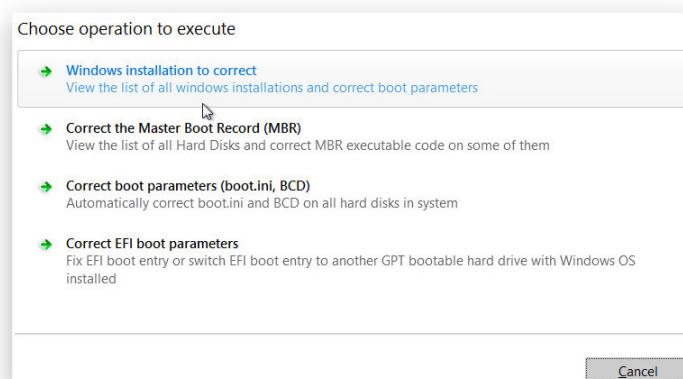 Choose operation to execute
Windows installation to correct
View the list of all windows installations and correct boot parameters
Correct the Master Boot Record (MBR)
View the list of all Hard Disks and correct MBR executable code on some of them
Correct boot parameters (boot.ini, BCD)
Automatically correct boot.ini and BCD on all hard disks in system
Correct EFI boot parameters
Fix EFI boot entry or switch EFI boot entry to another GPT bootable hard drive with Windows OS
installed
Cancel